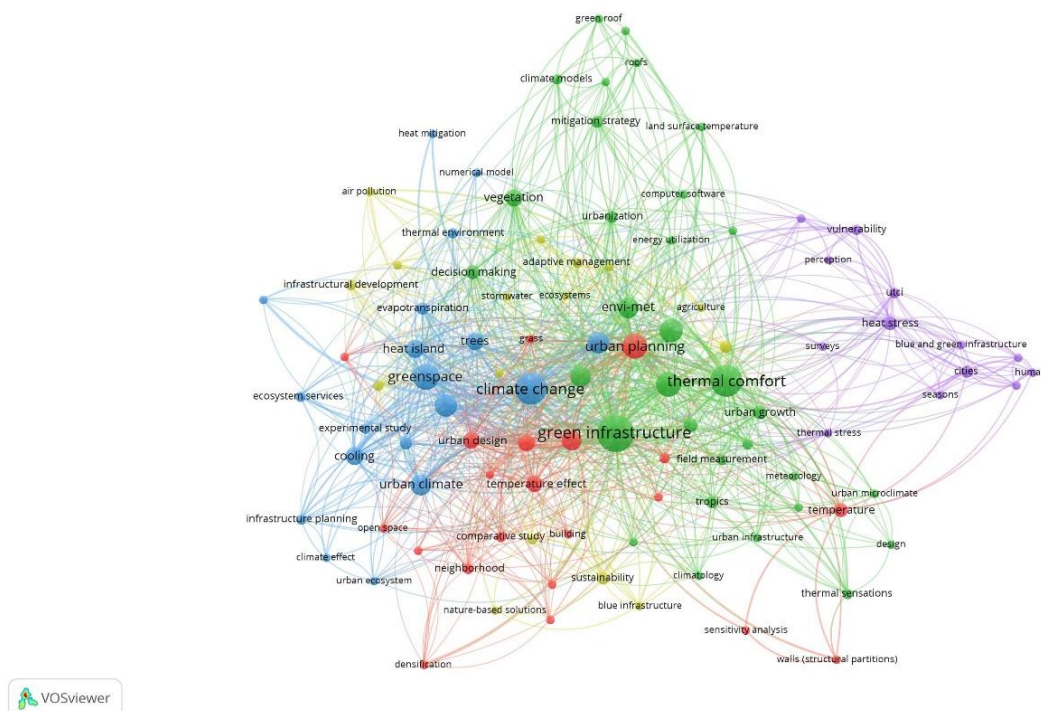 green roof
roofs
climate models
mitigation strategy
land surface temperature
heat mitigation
numerical model
air pollution
vegetation
computer software
urbanization
vulnerability
thermal environment
energy utilization
perception
adaptive management
decision making
infrastructural development
stormwater
ecosystems
utci
evapotranspiration
envi-met
agriculture
heat stress
grass
trees
heat island
urban planning
surveys
blue and green infrastructure
cities
human
greenspace
climate change
thermal comfort
seasons
ecosystem services
urban growth
experimental study
green infrastructure
thermal stress
urban design
cooling
field measurement
meteorology
urban climate
temperature effect
urban microclimate
tropics
temperature
infrastructure planning
open space
comparative study
building
urban infrastructure
design
climate effect
neighborhood
urban ecosystem
sustainability
climatology
thermal sensations
nature-based solutions
blue infrastructure
sensitivity analysis
densification
walls (structural partitions)
VOSviewer